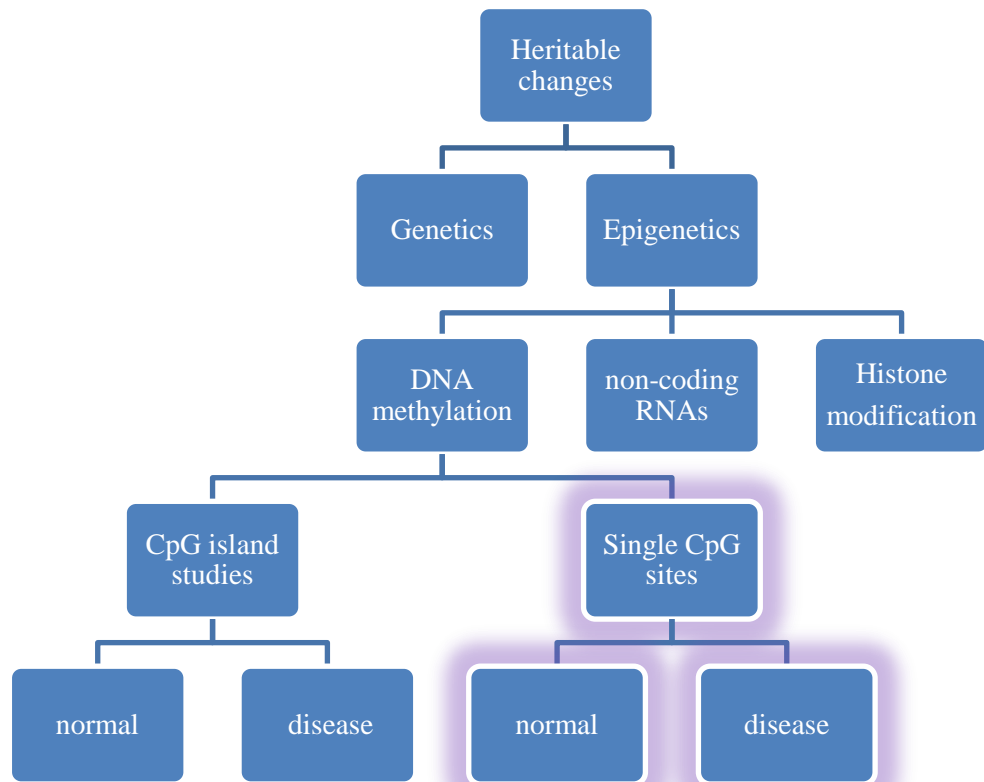 Heritable
changes
Genetics
Epigenetics
DNA
methylation
non-coding
RNAs
Histone
modification
CpG island
studies
Single CpG
sites
normal
disease
normal
disease